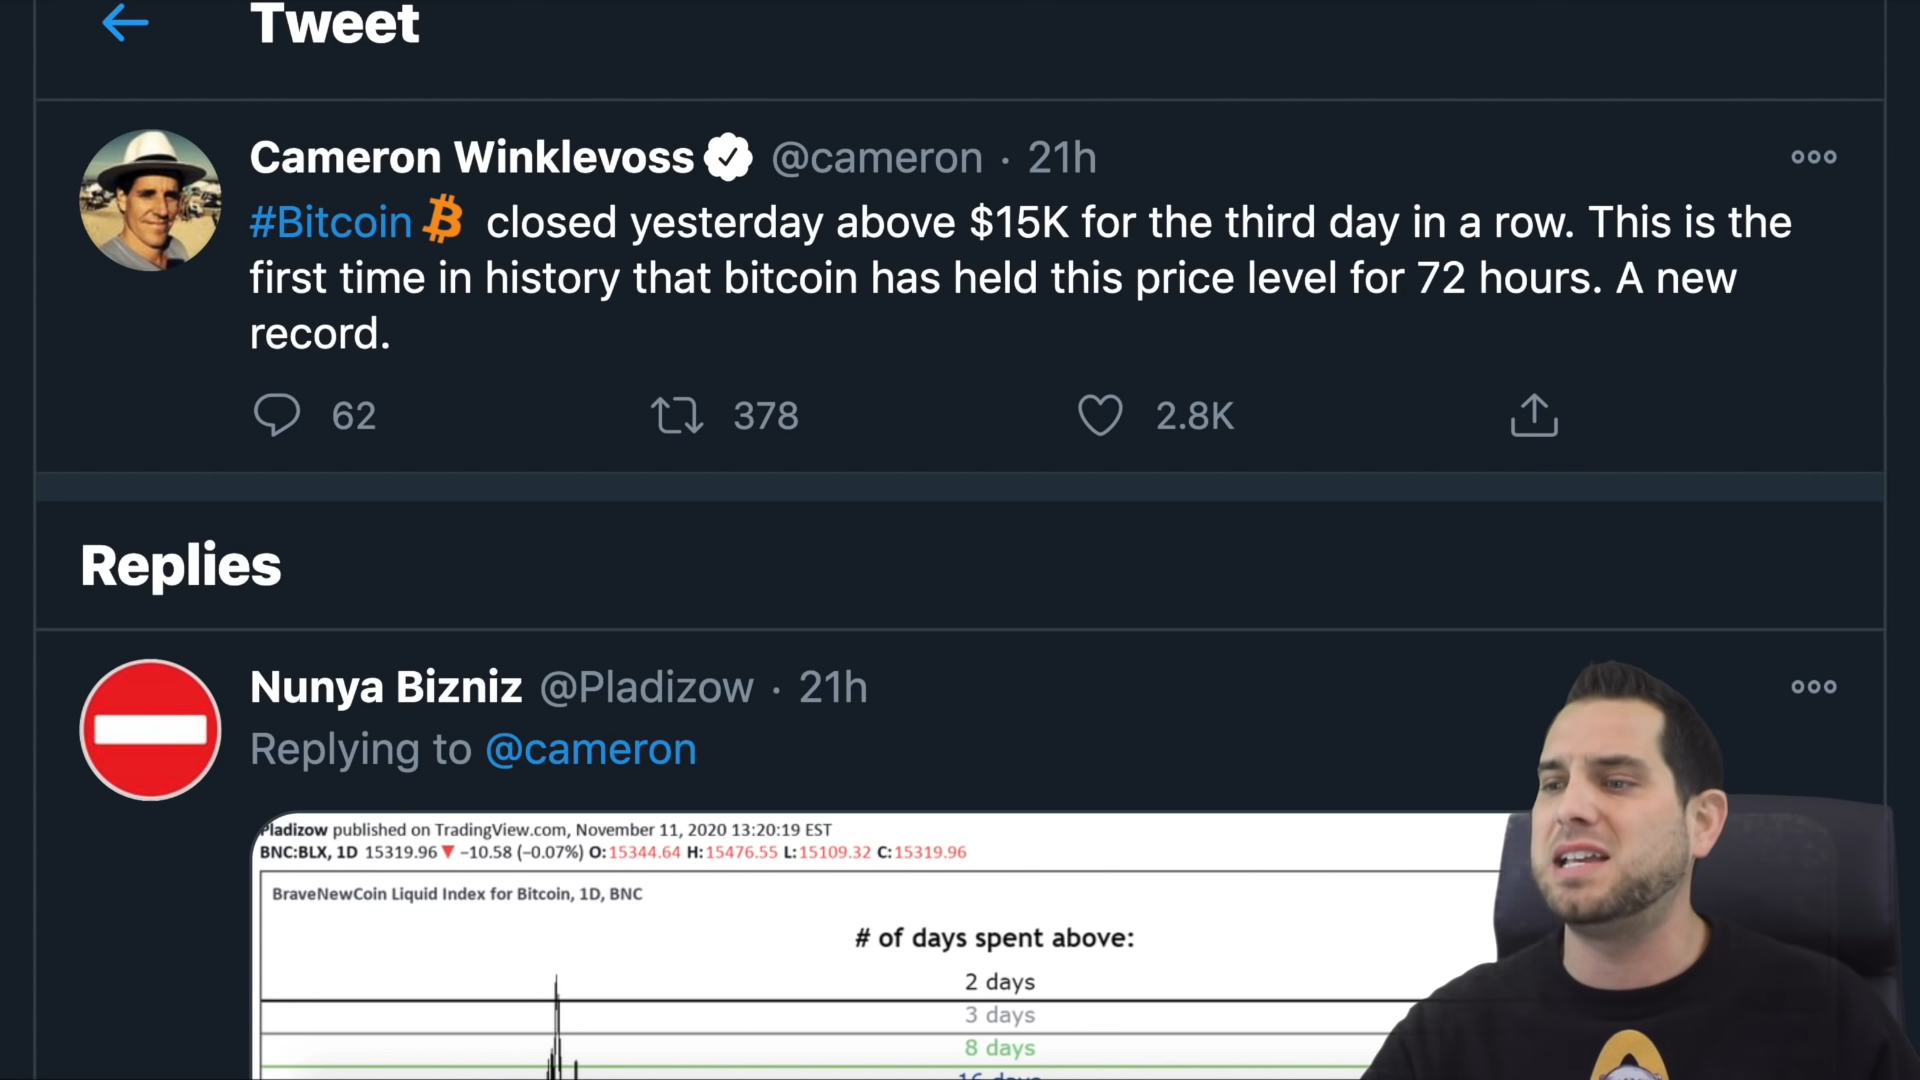 Tweet
Cameron Winklevoss @cameron · 21h
#Bitcoin closed yesterday above $15K for the third day in a row. This is the
first time in history that bitcoin has held this price level for 72 hours. A new
record.
62 378 2.8K
Replies
Nunya Bizniz @Pladizow · 21h
Replying to @cameron
Pladizow published on TradingView.com, November 11, 2020 13:20:19 EST
BNC:BLX, 1D 15319.96 ▼ −10.58 (−0.07%) O:15344.64 H:15476.55 L:15109.32 C:15319.96
BraveNewCoin Liquid Index for Bitcoin, 1D, BNC
# of days spent above:
2 days
3 days
8 days
16 days